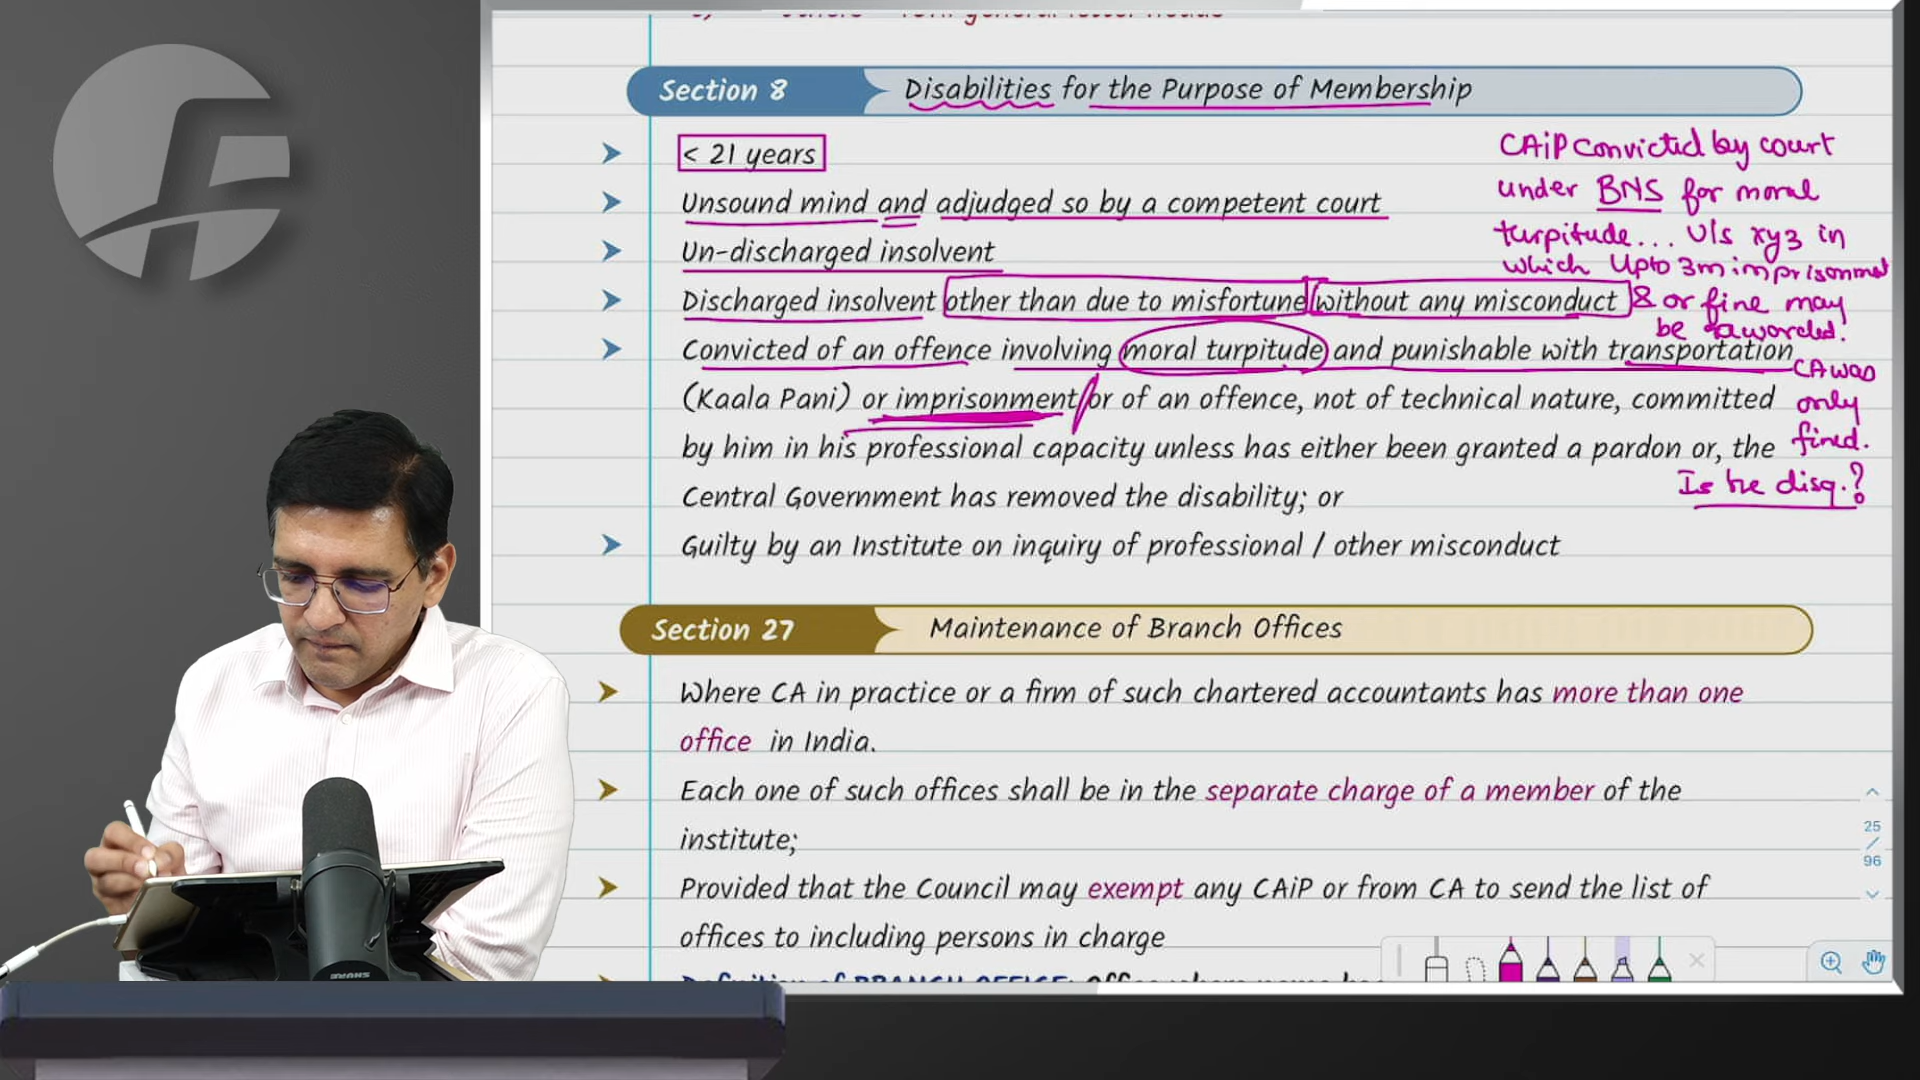 Section 8
Disabilities for the Purpose of Membership
< 21 years
Unsound mind and adjudged so by a competent court
Un-discharged insolvent
Discharged insolvent other than due to misfortune without any misconduct
Convicted of an offence involving moral turpitude and punishable with transportation
(Kaala Pani) or imprisonment or of an offence, not of technical nature, committed
by him in his professional capacity unless has either been granted a pardon or, the
Central Government has removed the disability; or
Guilty by an Institute on inquiry of professional / other misconduct
CAiP convicted by court
under BNS for moral
turpitude... U/s xyz in
which Upto 3m imprisonment
& or fine may
be awarded.
CA was
only
fined.
Is he disq.?
Section 27
Maintenance of Branch Offices
Where CA in practice or a firm of such chartered accountants has more than one
office in India.
Each one of such offices shall be in the separate charge of a member of the
institute;
Provided that the Council may exempt any CAiP or from CA to send the list of
offices to including persons in charge
Definition of BRANCH OFFICE: Office where name
25
/
96
SHURE